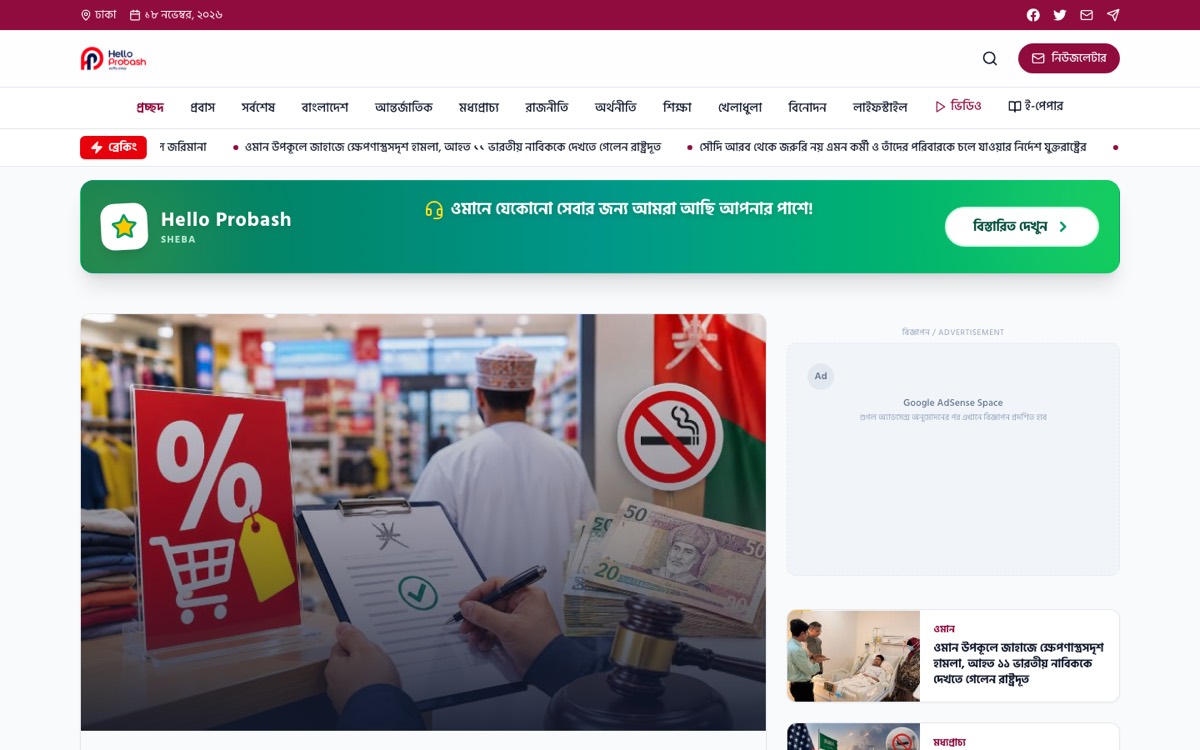 ঢাকা
১৮ নভেম্বর, ২০২৬
Hello
Probash
নিউজলেটার
প্রচ্ছদ
প্রবাস
সর্বশেষ
বাংলাদেশ
আন্তর্জাতিক
মধ্যপ্রাচ্য
রাজনীতি
অর্থনীতি
শিক্ষা
খেলাধুলা
বিনোদন
লাইফস্টাইল
ভিডিও
ই-পেপার
ব্রেকিং
জরিমানা
ওমান উপকূলে জাহাজে ক্ষেপণাস্ত্রসদৃশ হামলা, আহত ১১ ভারতীয় নাবিককে দেখতে গেলেন রাষ্ট্রদূত
সৌদি আরব থেকে জরুরি নয় এমন কর্মী ও তাঁদের পরিবারকে চলে যাওয়ার নির্দেশ যুক্তরাষ্ট্রের
Hello Probash
SHEBA
ওমানে যেকোনো সেবার জন্য আমরা আছি আপনার পাশে!
বিস্তারিত দেখুন
%
50
20
50
বিজ্ঞাপন / ADVERTISEMENT
Ad
Google AdSense Space
গুগল অ্যাডসেন্স অনুমোদনের পর এখানে বিজ্ঞাপন প্রদর্শিত হবে
ওমান
ওমান উপকূলে জাহাজে ক্ষেপণাস্ত্রসদৃশ
হামলা, আহত ১১ ভারতীয় নাবিককে
দেখতে গেলেন রাষ্ট্রদূত
মধ্যপ্রাচ্য